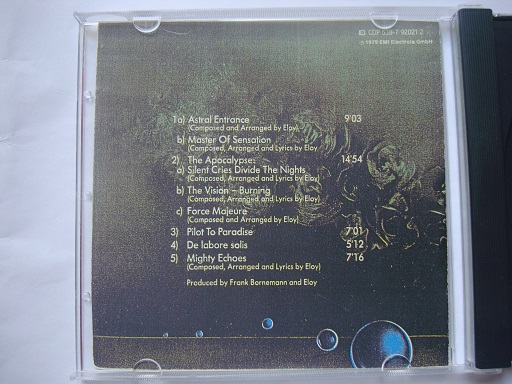 CDP 538-7 92021 2
℗ 1979 EMI Electrola GmbH
1a) Astral Entrance 9'03
(Composed and Arranged by Eloy)
b) Master Of Sensation
(Composed, Arranged and Lyrics by Eloy
2). The Apocalypse: 14'54
a) Silent Cries Divide The Nights
(Composed, Arranged and Lyrics by Eloy)
b) The Vision – Burning
(Composed, Arranged and Lyrics by Eloy)
c) Force Majeure
(Composed and Arranged by Eloy)
3) Pilot To Paradise 7'01
4) De labore solis 5'12
5) Mighty Echoes 7'16
(Composed, Arranged and Lyrics by Eloy)
Produced by Frank Bornemann and Eloy